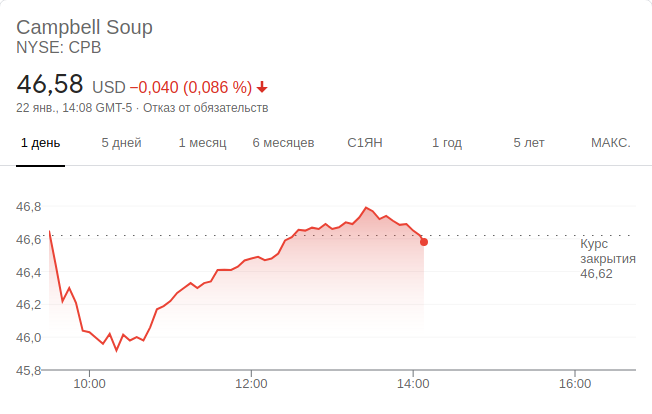 Campbell Soup
NYSE: CPB
46,58 USD −0,040 (0,086 %)
22 янв., 14:08 GMT-5 · Отказ от обязательств
1 день 5 дней 1 месяц 6 месяцев С1ЯН 1 год 5 лет МАКС.
46,8
46,6
46,4
46,2
46,0
45,8
Курс
закрытия
46,62
10:00 12:00 14:00 16:00